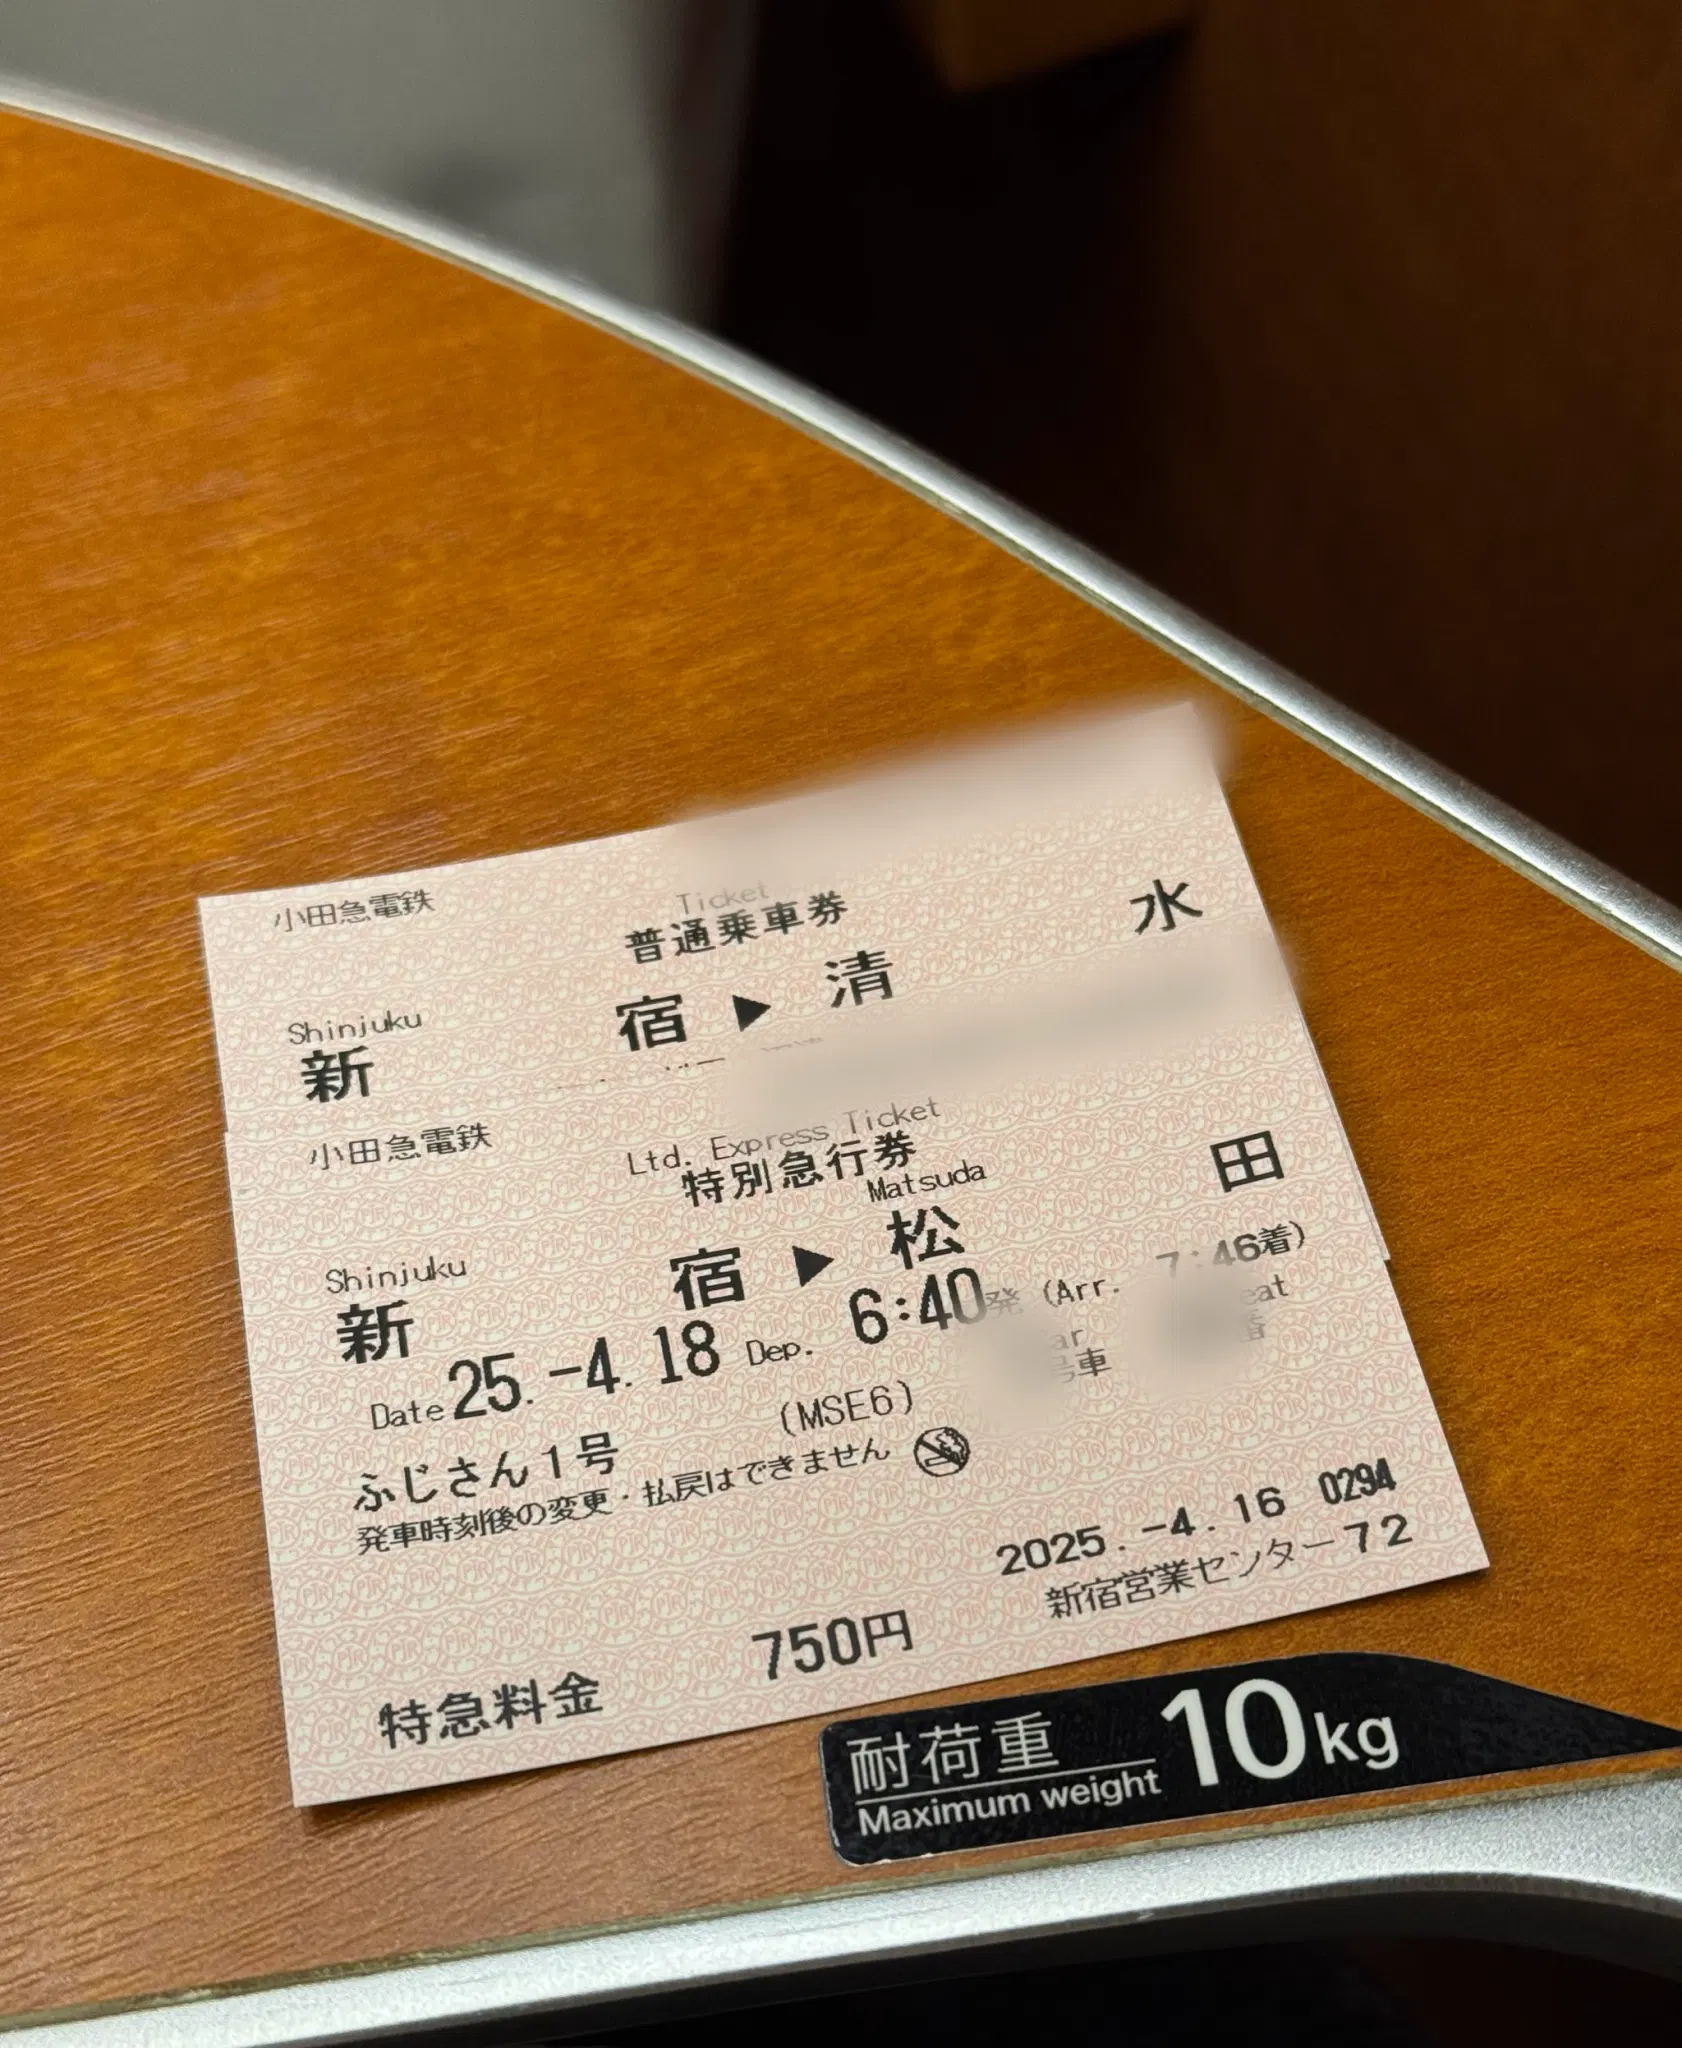 小田急電鉄
Ticket
普通乗車券
Shinjuku
新宿▶清水
小田急電鉄
Ltd. Express Ticket
特別急行券
Shinjuku Matsuda
新宿▶松田
Date 25.-4.18 Dep. 6:40発 (Arr. 7:46着)
(MSE6) 号車
ふじさん1号
発車時刻後の変更・払戻はできません
2025.-4.16 0294
新宿営業センター72
特急料金 750円
耐荷重 10kg
Maximum weight